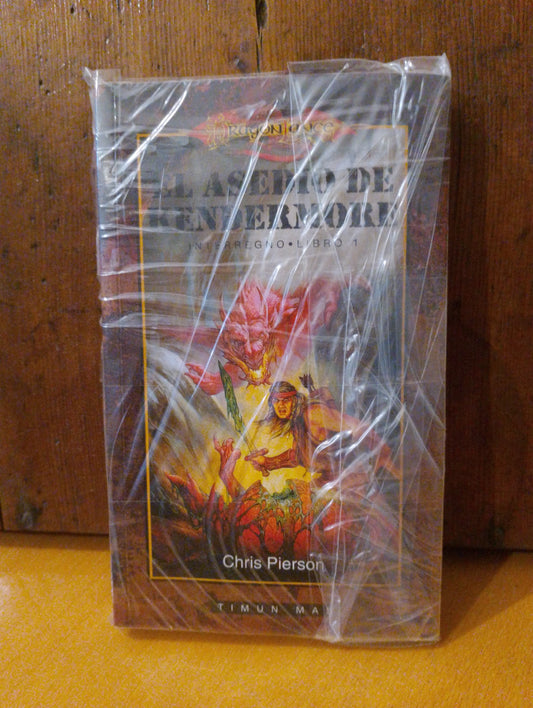 DragonLance
EL ASEDIO DE
KENDERMORE
INTERREGNO • LIBRO 1
Chris Pierson
TIMUN MA